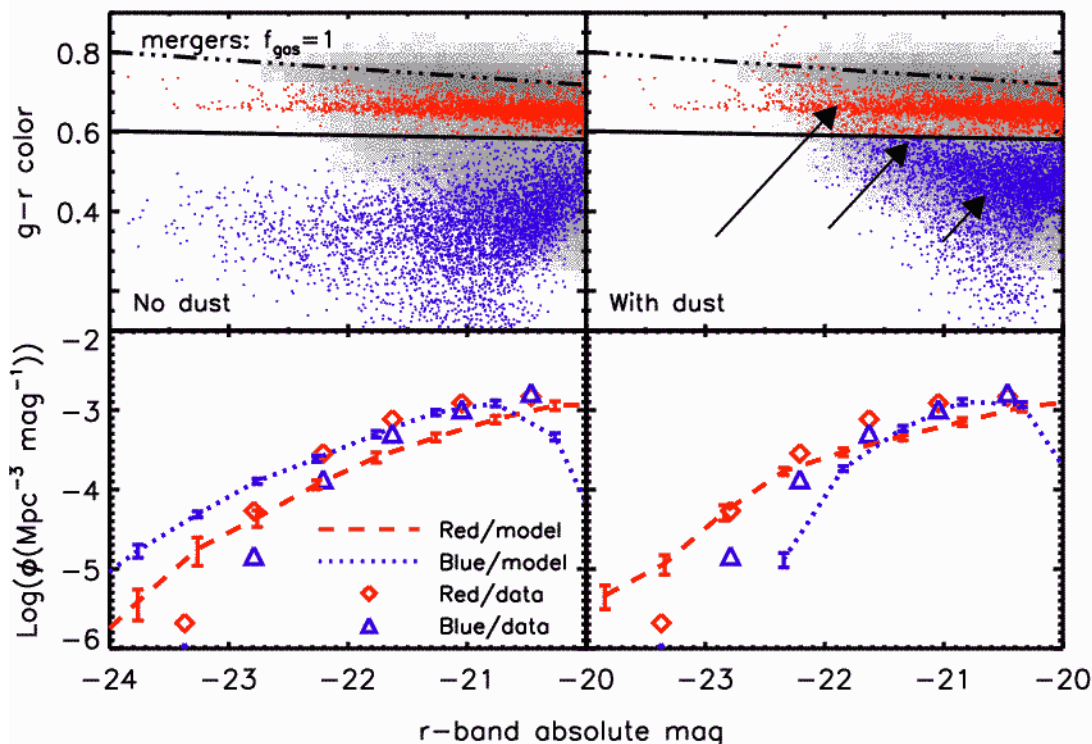 mergers: f_gas=1
0.8
0.6
0.4
g-r color
No dust
With dust
-2
-3
-4
-5
-6
Log(ϕ(Mpc⁻³ mag⁻¹))
Red/model
Blue/model
Red/data
Blue/data
-24 -23 -22 -21 -20 -23 -22 -21 -20
r-band absolute mag